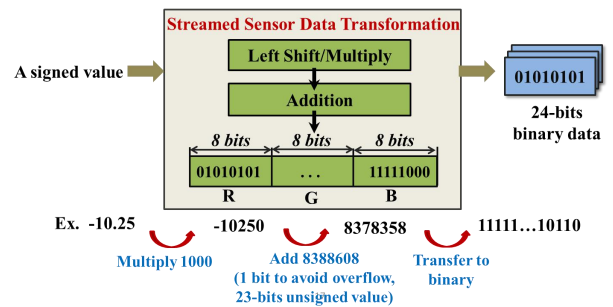 Streamed Sensor Data Transformation
Left Shift/Multiply
A signed value
01010101
Addition
24-bits
binary data
8 bits 8 bits 8 bits
01010101 . . . 11111000
R G B
Ex. -10.25 -10250 8378358 11111...10110
Multiply 1000
Add 8388608
(1 bit to avoid overflow,
23-bits unsigned value)
Transfer to
binary